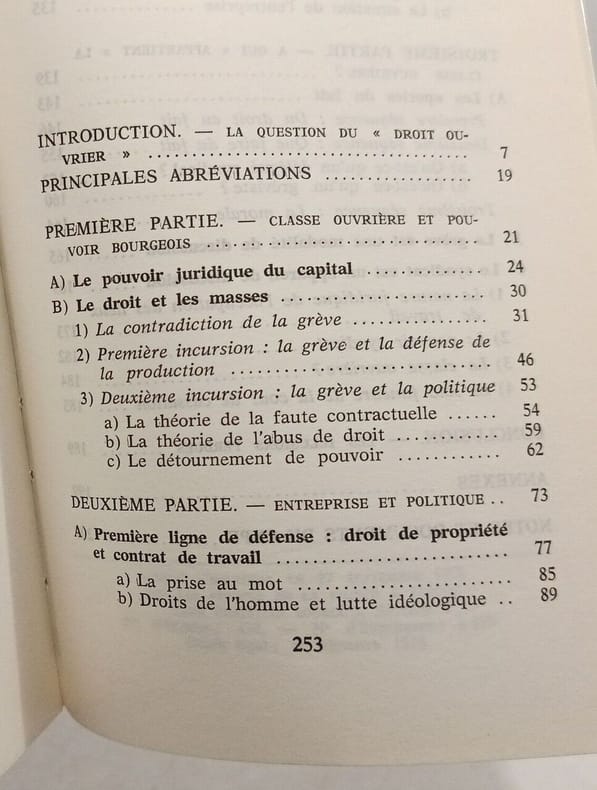 INTRODUCTION. — LA QUESTION DU « DROIT OU-
VRIER » ........................................ 7
PRINCIPALES ABRÉVIATIONS .................. 19
PREMIÈRE PARTIE. — CLASSE OUVRIÈRE ET POU-
VOIR BOURGEOIS ................................ 21
A) Le pouvoir juridique du capital .............. 24
B) Le droit et les masses ........................ 30
1) La contradiction de la grève ................ 31
2) Première incursion : la grève et la défense de
la production ................................ 46
3) Deuxième incursion : la grève et la politique 53
a) La théorie de la faute contractuelle ...... 54
b) La théorie de l'abus de droit ............ 59
c) Le détournement de pouvoir ............ 62
DEUXIÈME PARTIE. — ENTREPRISE ET POLITIQUE .. 73
A) Première ligne de défense : droit de propriété
et contrat de travail .......................... 77
a) La prise au mot .......................... 85
b) Droits de l'homme et lutte idéologique .. 89
253